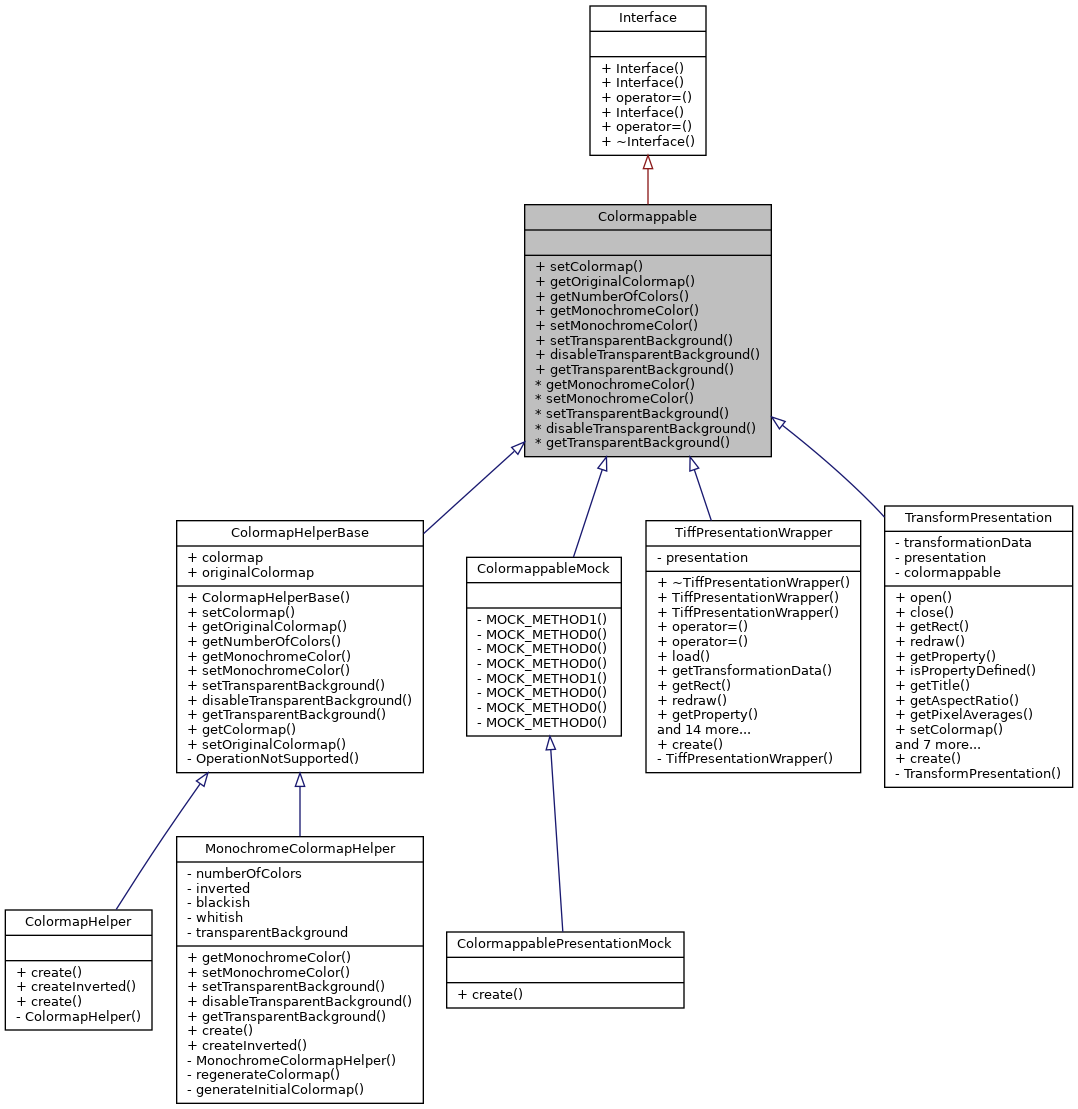 Interface
+ Interface()
+ Interface()
+ operator=()
+ Interface()
+ operator=()
+ ~Interface()
Colormappable
+ setColormap()
+ getOriginalColormap()
+ getNumberOfColors()
+ getMonochromeColor()
+ setMonochromeColor()
+ setTransparentBackground()
+ disableTransparentBackground()
+ getTransparentBackground()
* getMonochromeColor()
* setMonochromeColor()
* setTransparentBackground()
* disableTransparentBackground()
* getTransparentBackground()
ColormapHelperBase
+ colormap
+ originalColormap
+ ColormapHelperBase()
+ setColormap()
+ getOriginalColormap()
+ getNumberOfColors()
+ getMonochromeColor()
+ setMonochromeColor()
+ setTransparentBackground()
+ disableTransparentBackground()
+ getTransparentBackground()
+ getColormap()
+ setOriginalColormap()
- OperationNotSupported()
ColormappableMock
- MOCK_METHOD1()
- MOCK_METHOD0()
- MOCK_METHOD0()
- MOCK_METHOD0()
- MOCK_METHOD1()
- MOCK_METHOD0()
- MOCK_METHOD0()
- MOCK_METHOD0()
TiffPresentationWrapper
- presentation
+ ~TiffPresentationWrapper()
+ TiffPresentationWrapper()
+ TiffPresentationWrapper()
+ operator=()
+ operator=()
+ load()
+ getTransformationData()
+ getRect()
+ redraw()
+ getProperty()
and 14 more...
+ create()
- TiffPresentationWrapper()
TransformPresentation
- transformationData
- presentation
- colormappable
+ open()
+ close()
+ getRect()
+ redraw()
+ getProperty()
+ isPropertyDefined()
+ getTitle()
+ getAspectRatio()
+ getPixelAverages()
+ setColormap()
and 7 more...
+ create()
- TransformPresentation()
ColormapHelper
+ create()
+ createInverted()
+ create()
- ColormapHelper()
MonochromeColormapHelper
- numberOfColors
- inverted
- blackish
- whitish
- transparentBackground
+ getMonochromeColor()
+ setMonochromeColor()
+ setTransparentBackground()
+ disableTransparentBackground()
+ getTransparentBackground()
+ create()
+ createInverted()
- MonochromeColormapHelper()
- regenerateColormap()
- generateInitialColormap()
ColormappablePresentationMock
+ create()